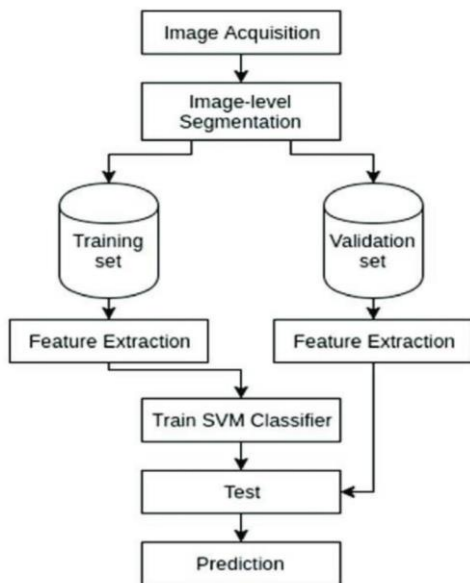 Image Acquisition
Image-level
Segmentation
Training
set
Validation
set
Feature Extraction
Feature Extraction
Train SVM Classifier
Test
Prediction